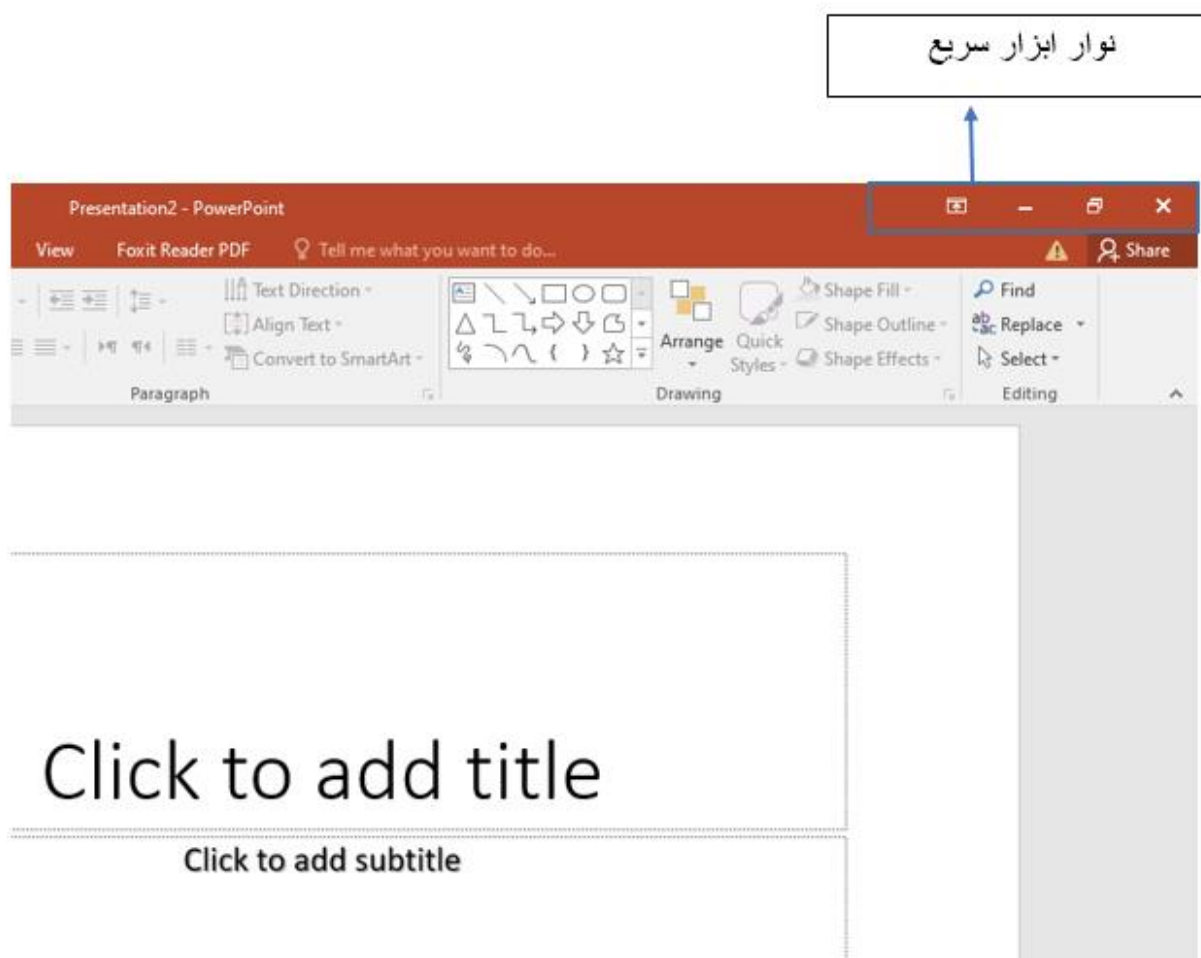 نوار ابزار سریع
Presentation2 - PowerPoint
View Foxit Reader PDF Tell me what you want to do... Share
Text Direction
Align Text
Convert to SmartArt
Paragraph
Arrange
Quick Styles
Shape Fill
Shape Outline
Shape Effects
Drawing
Find
Replace
Select
Editing
Click to add title
Click to add subtitle